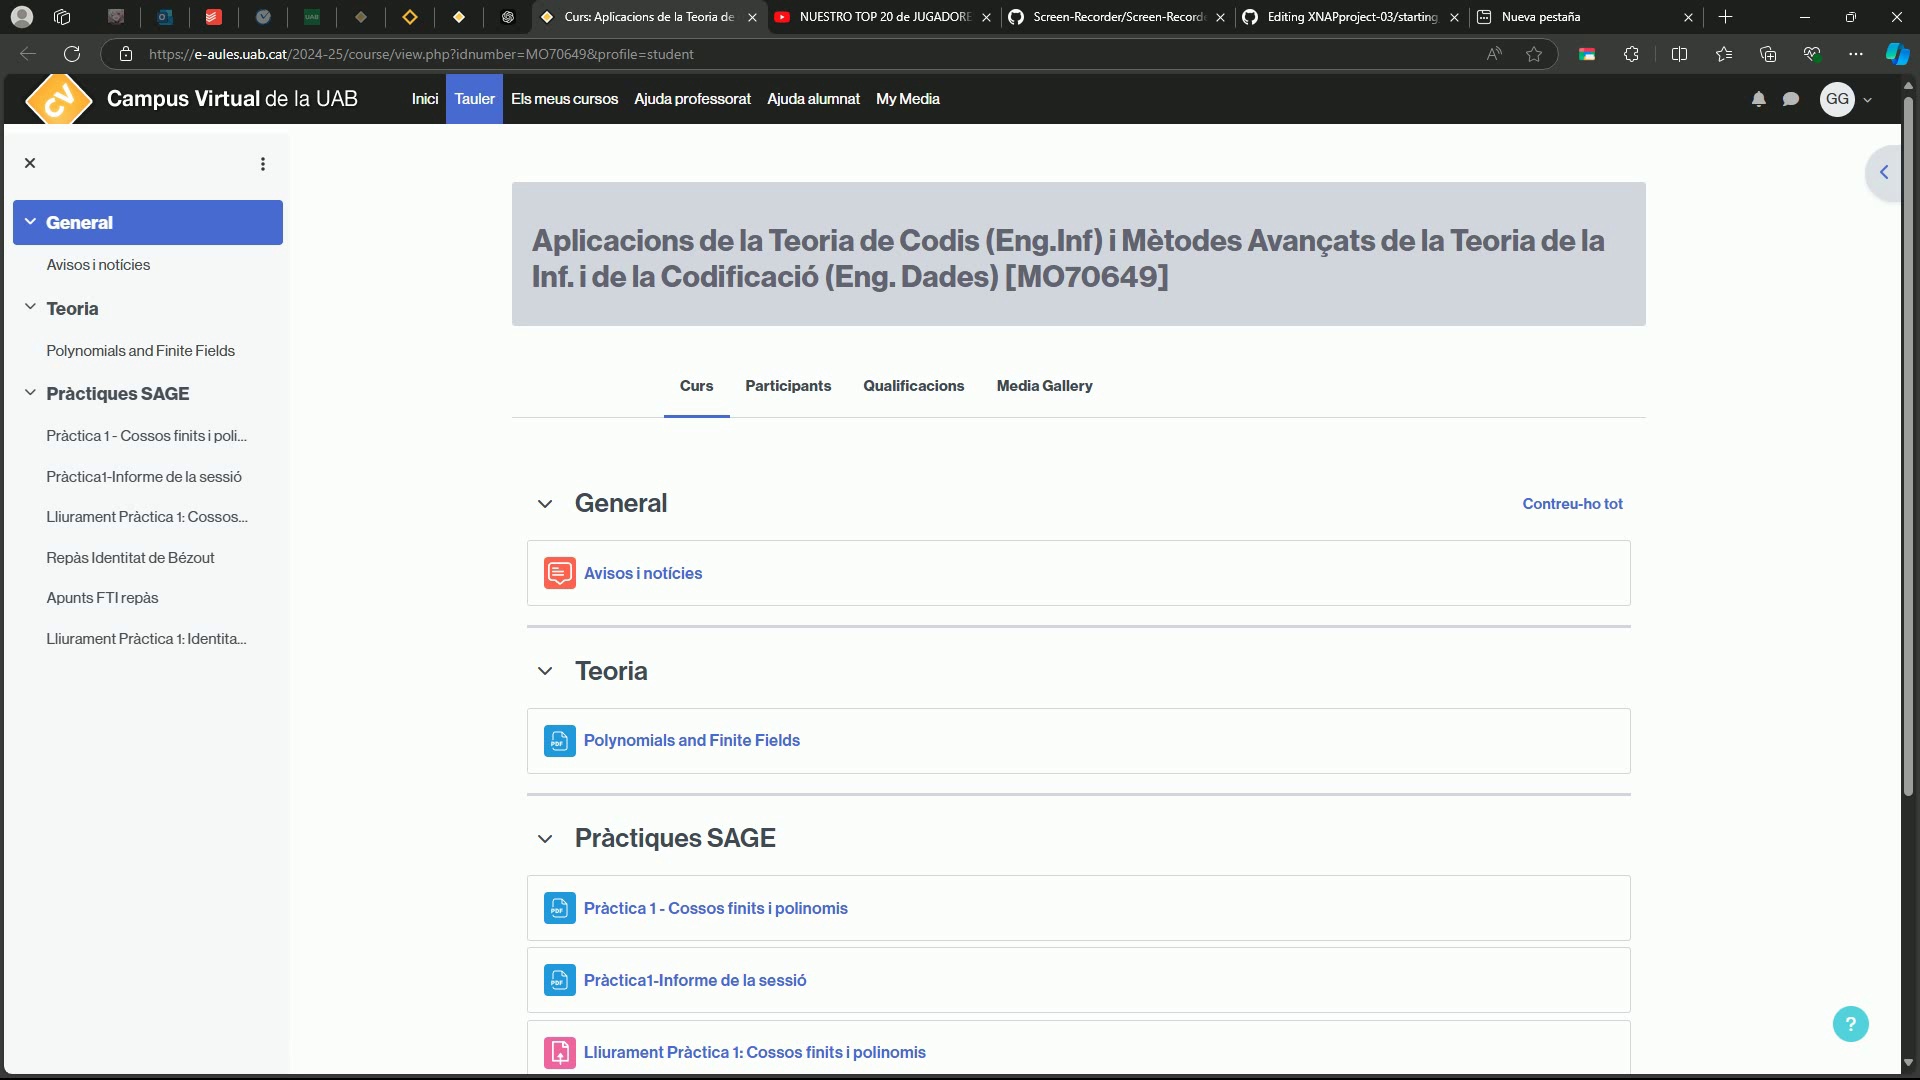 Curs: Aplicacions de la Teoria de
NUESTRO TOP 20 de JUGADORE
Screen-Recorder/Screen-Record
Editing XNAPproject-03/starting
Nueva pestaña
https://e-aules.uab.cat/2024-25/course/view.php?idnumber=MO70649&profile=student
CV
Campus Virtual de la UAB
Inici
Tauler
Els meus cursos
Ajuda professorat
Ajuda alumnat
My Media
GG
General
Avisos i notícies
Teoria
Polynomials and Finite Fields
Pràctiques SAGE
Pràctica 1 - Cossos finits i poli...
Pràctica1-Informe de la sessió
Lliurament Pràctica 1: Cossos...
Repàs Identitat de Bézout
Apunts FTI repàs
Lliurament Pràctica 1: Identita...
Aplicacions de la Teoria de Codis (Eng.Inf) i Mètodes Avançats de la Teoria de la
Inf. i de la Codificació (Eng. Dades) [MO70649]
Curs
Participants
Qualificacions
Media Gallery
General
Contreu-ho tot
Avisos i notícies
Teoria
PDF
Polynomials and Finite Fields
Pràctiques SAGE
PDF
Pràctica 1 - Cossos finits i polinomis
PDF
Pràctica1-Informe de la sessió
Lliurament Pràctica 1: Cossos finits i polinomis
?